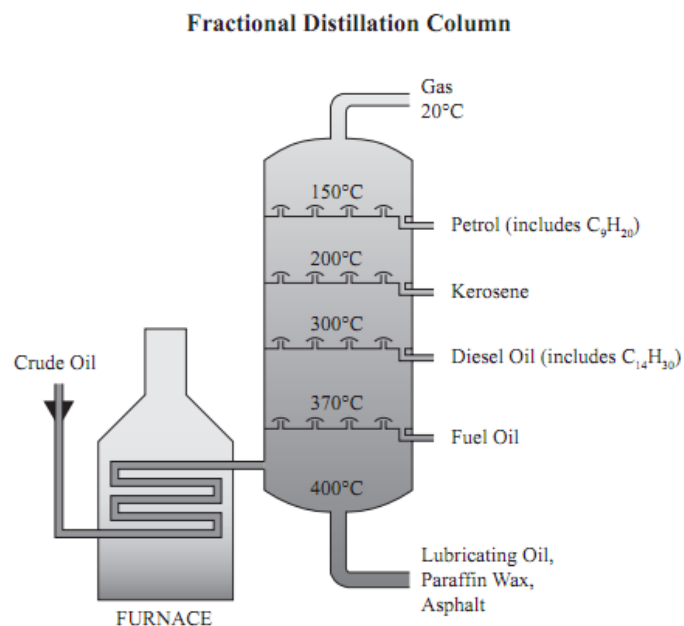 Fractional Distillation Column
Gas
20°C
150°C
Petrol (includes C₉H₂₀)
200°C
Kerosene
300°C
Diesel Oil (includes C₁₄H₃₀)
Crude Oil
370°C
Fuel Oil
400°C
Lubricating Oil,
Paraffin Wax,
Asphalt
FURNACE